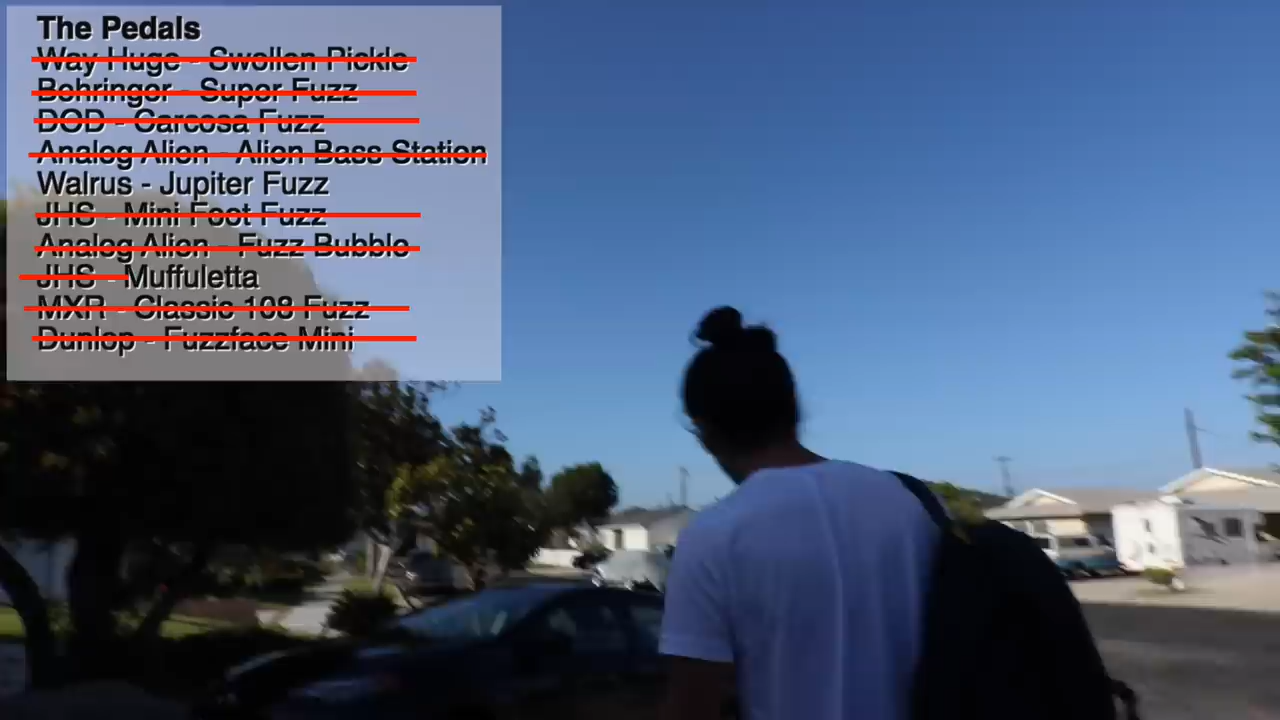 The Pedals
Way Huge - Swollen Pickle
Behringer - Super Fuzz
DOD - Carcosa Fuzz
Analog Alien - Alien Bass Station
Walrus - Jupiter Fuzz
JHS - Mini Foot Fuzz
Analog Alien - Fuzz Bubble
JHS - Muffuletta
MXR - Classic 108 Fuzz
Dunlop - Fuzzface Mini